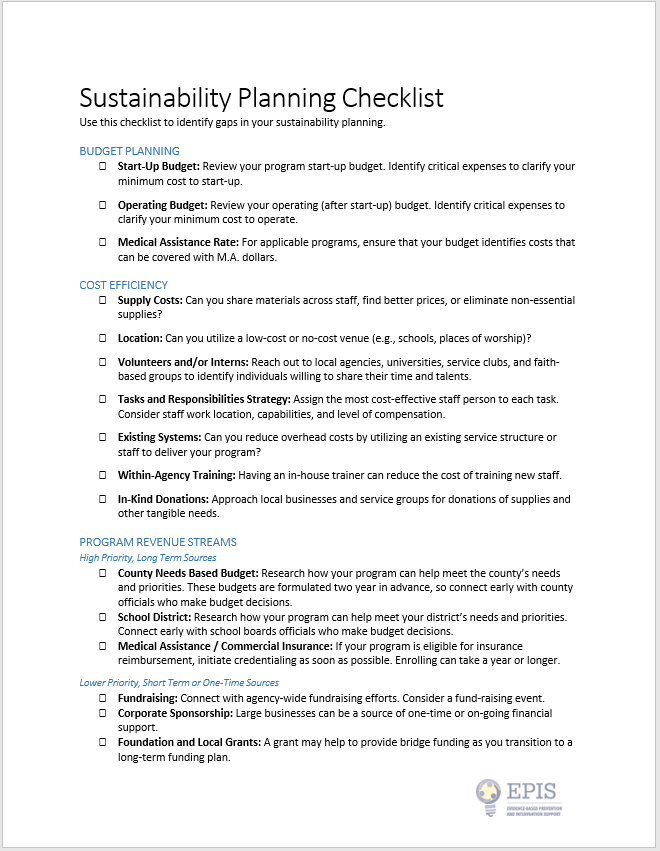 Sustainability Planning Checklist
Use this checklist to identify gaps in your sustainability planning.
BUDGET PLANNING
Start-Up Budget: Review your program start-up budget. Identify critical expenses to clarify your
minimum cost to start-up.
Operating Budget: Review your operating (after start-up) budget. Identify critical expenses to
clarify your minimum cost to operate.
Medical Assistance Rate: For applicable programs, ensure that your budget identifies costs that
can be covered with M.A. dollars.
COST EFFICIENCY
Supply Costs: Can you share materials across staff, find better prices, or eliminate non-essential
supplies?
Location: Can you utilize a low-cost or no-cost venue (e.g., schools, places of worship)?
Volunteers and/or Interns: Reach out to local agencies, universities, service clubs, and faith-
based groups to identify individuals willing to share their time and talents.
Tasks and Responsibilities Strategy: Assign the most cost-effective staff person to each task.
Consider staff work location, capabilities, and level of compensation.
Existing Systems: Can you reduce overhead costs by utilizing an existing service structure or
staff to deliver your program?
Within-Agency Training: Having an in-house trainer can reduce the cost of training new staff.
In-Kind Donations: Approach local businesses and service groups for donations of supplies and
other tangible needs.
PROGRAM REVENUE STREAMS
High Priority, Long Term Sources
County Needs Based Budget: Research how your program can help meet the county's needs
and priorities. These budgets are formulated two year in advance, so connect early with county
officials who make budget decisions.
School District: Research how your program can help meet your district's needs and priorities.
Connect early with school boards officials who make budget decisions.
Medical Assistance / Commercial Insurance: If your program is eligible for insurance
reimbursement, initiate credentialing as soon as possible. Enrolling can take a year or longer.
Lower Priority, Short Term or One-Time Sources
Fundraising: Connect with agency-wide fundraising efforts. Consider a fund-raising event.
Corporate Sponsorship: Large businesses can be a source of one-time or on-going financial
support.
Foundation and Local Grants: A grant may help to provide bridge funding as you transition to a
long-term funding plan.
EPIS
EVIDENCE-BASED PREVENTION
AND INTERVENTION SUPPORT